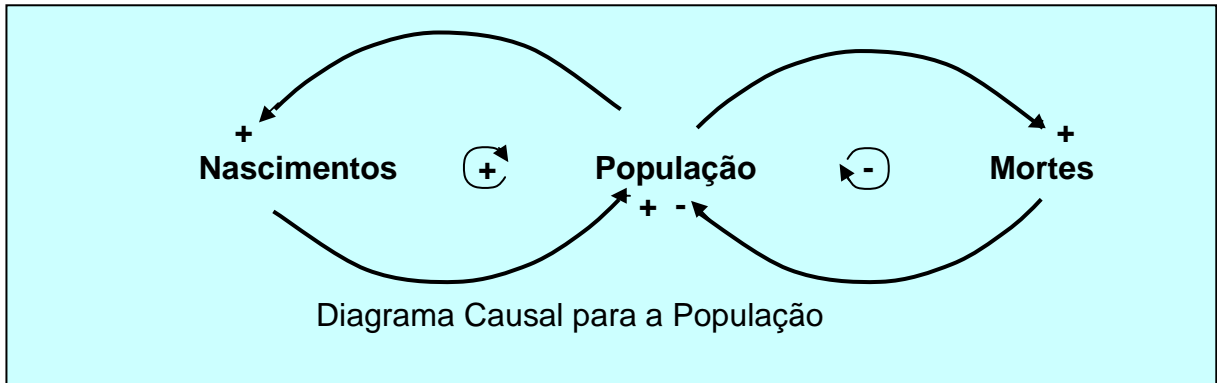 + +
Nascimentos + População - Mortes
+ -
Diagrama Causal para a População